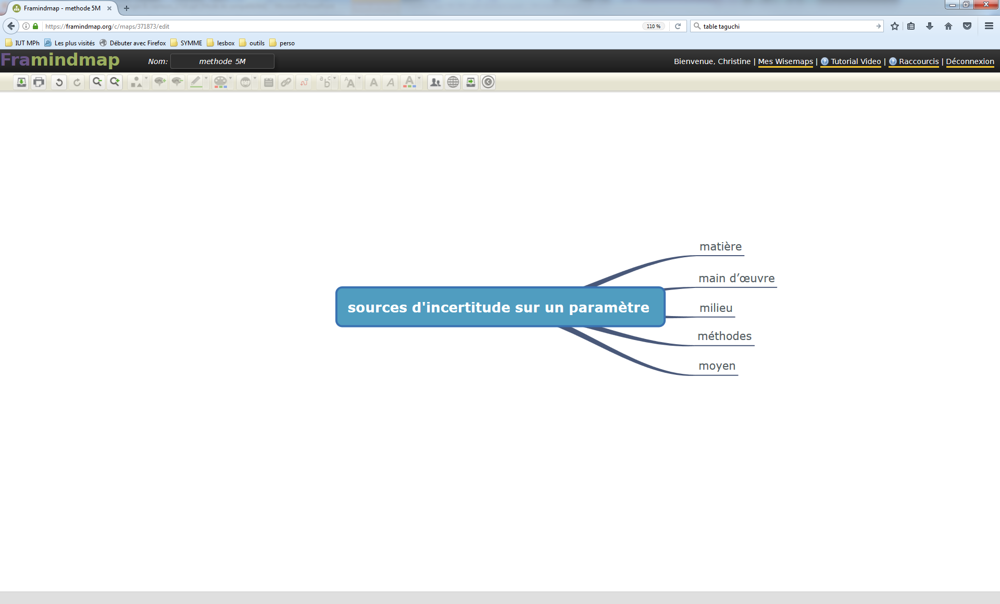 Framindmap - methode 5M
https://framindmap.org/c/maps/371873/edit
110 %
table taguchi
IUT MPh Les plus visités Débuter avec Firefox SYMME lesbox outils perso
Framindmap
Nom: methode 5M
Bienvenue, Christine | Mes Wisemaps | Tutorial Video | Raccourcis | Déconnexion
matière
main d’œuvre
sources d'incertitude sur un paramètre
milieu
méthodes
moyen